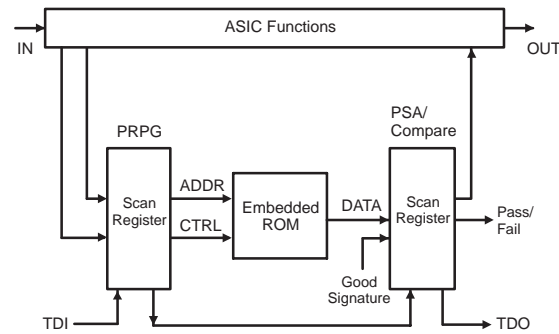 ASIC Functions
IN
OUT
PRPG
PSA/
Compare
Scan
Register
ADDR
CTRL
Embedded
ROM
DATA
Scan
Register
Pass/
Fail
Good
Signature
TDI
TDO